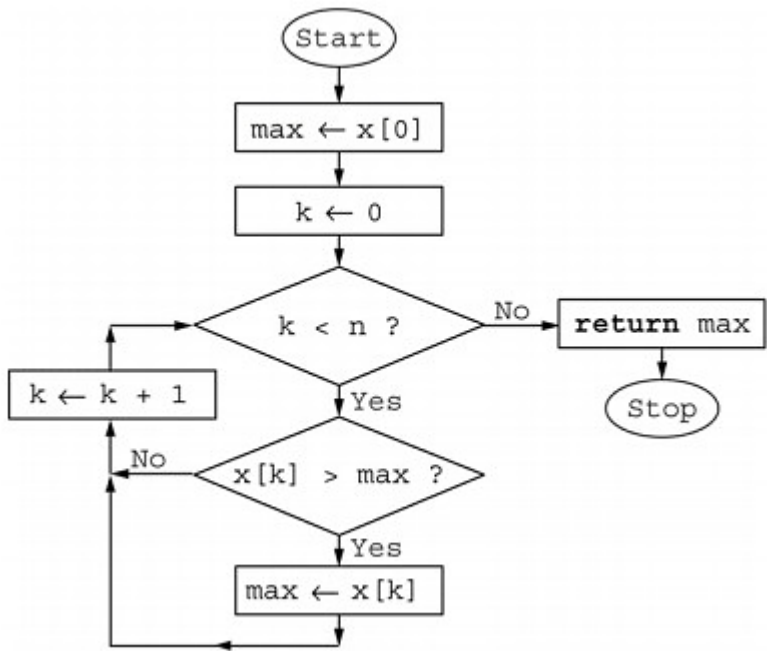 Start
max ← x[0]
k ← 0
k < n ?
No
return max
k ← k + 1
Yes
Stop
No
x[k] > max ?
Yes
max ← x[k]